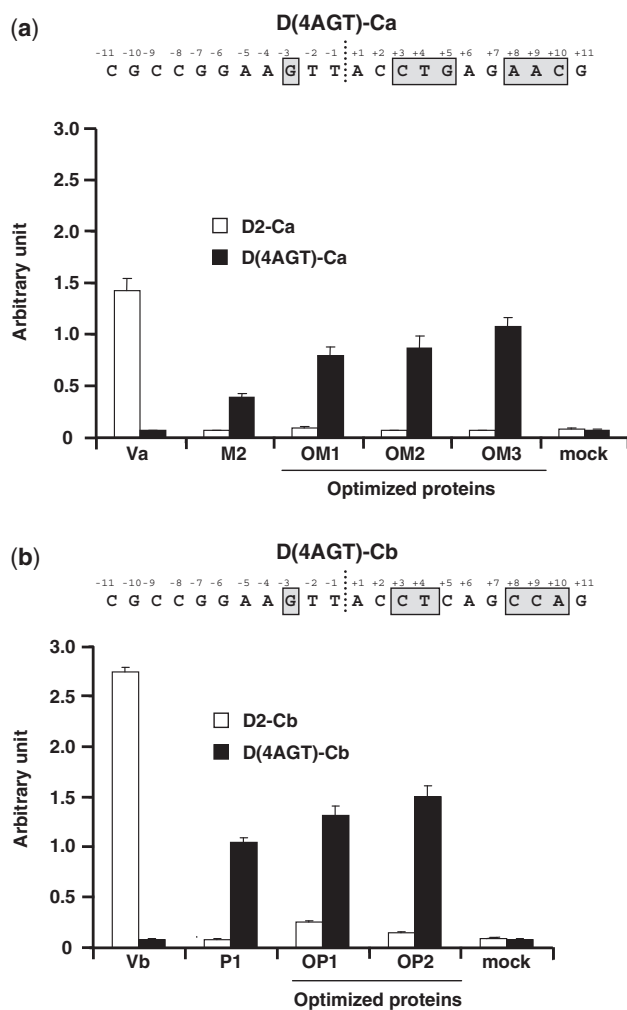 (a)
D(4AGT)-Ca
-11 -10 -9 -8 -7 -6 -5 -4 -3 -2 -1 +1 +2 +3 +4 +5 +6 +7 +8 +9 +10 +11
C G C C G G A A G T T A C C T G A G A A C G
3.0
2.5
2.0
1.5
1.0
0.5
0
Arbitrary unit
D2-Ca
D(4AGT)-Ca
Va M2 OM1 OM2 OM3 mock
Optimized proteins
(b)
D(4AGT)-Cb
-11 -10 -9 -8 -7 -6 -5 -4 -3 -2 -1 +1 +2 +3 +4 +5 +6 +7 +8 +9 +10 +11
C G C C G G A A G T T A C C T C A G C C A G
3.0
2.5
2.0
1.5
1.0
0.5
0
Arbitrary unit
D2-Cb
D(4AGT)-Cb
Vb P1 OP1 OP2 mock
Optimized proteins